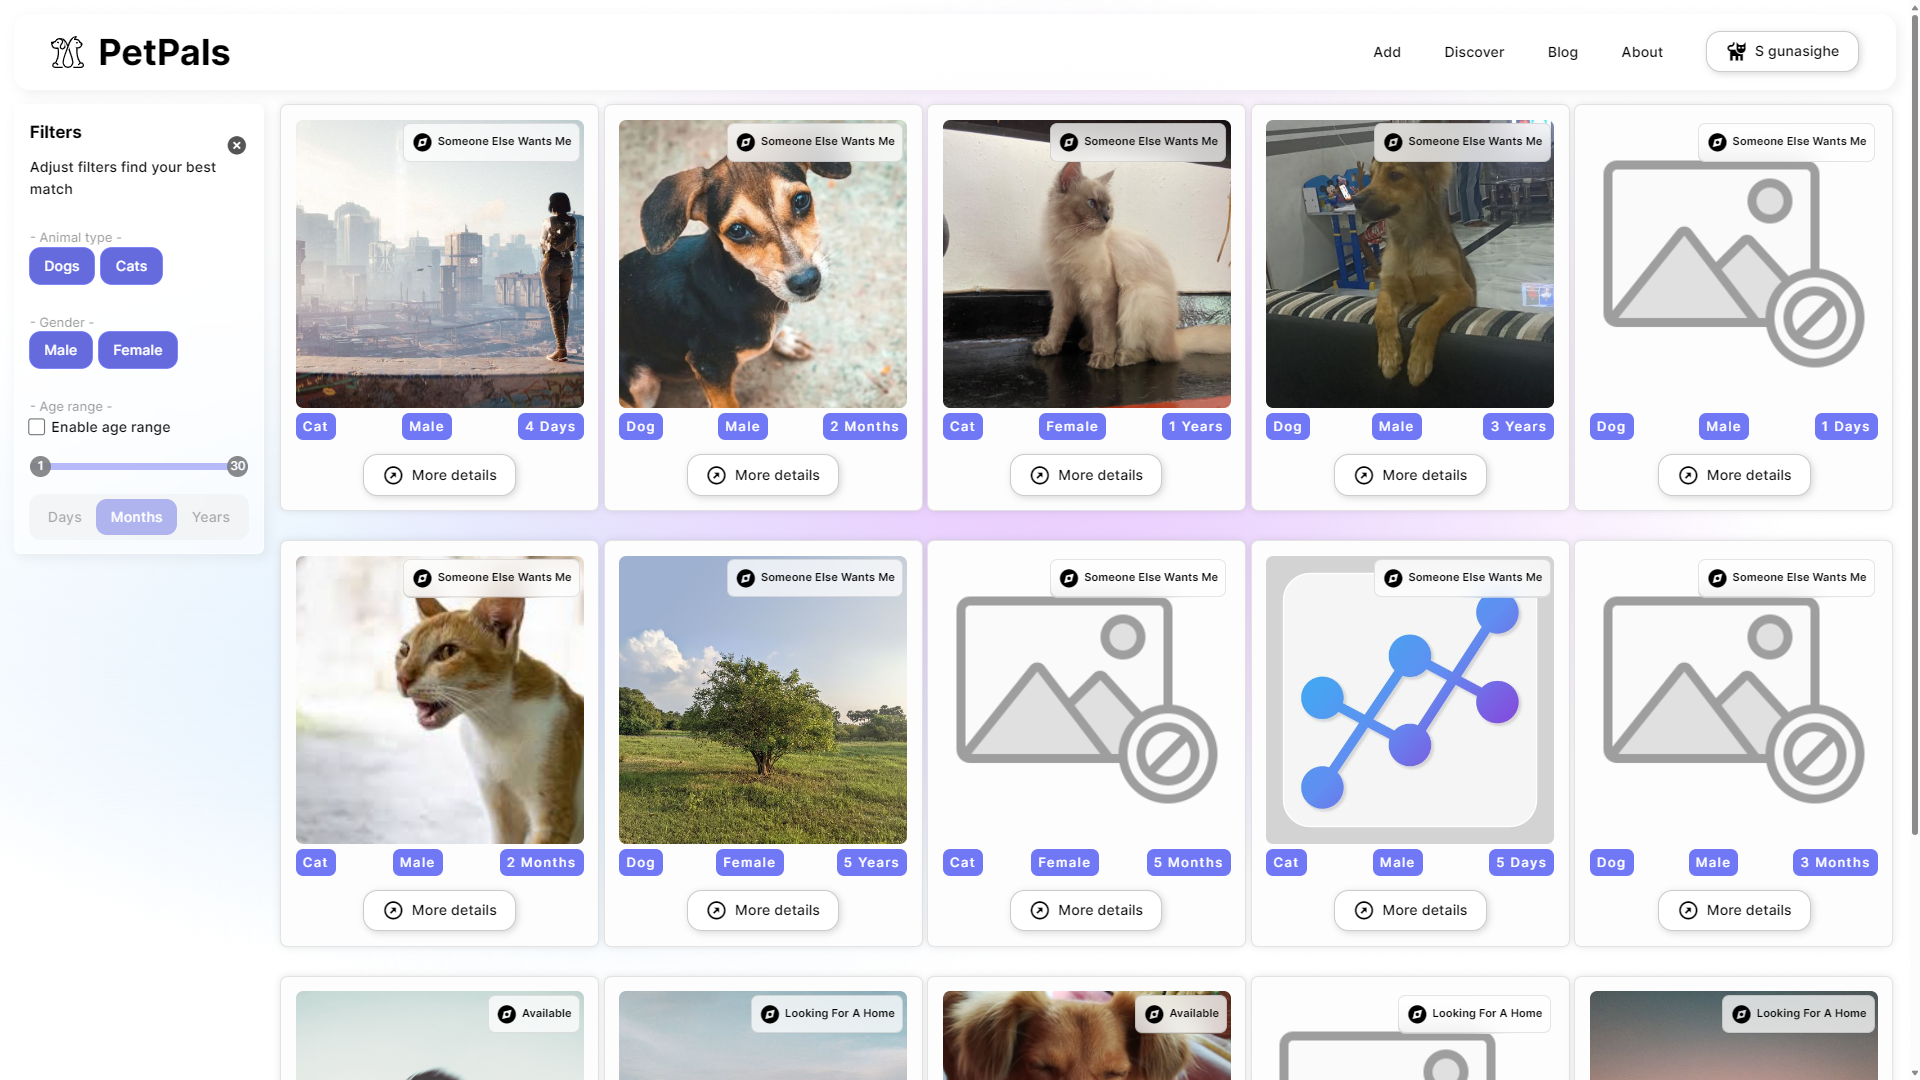 PetPals
Add
Discover
Blog
About
S gunasighe
Filters
Adjust filters find your best
match
- Animal type -
Dogs
Cats
- Gender -
Male
Female
- Age range -
Enable age range
1
30
Days
Months
Years
Someone Else Wants Me
Cat
Male
4 Days
More details
Someone Else Wants Me
Dog
Male
2 Months
More details
Someone Else Wants Me
Cat
Female
1 Years
More details
Someone Else Wants Me
Dog
Male
3 Years
More details
Someone Else Wants Me
Dog
Male
1 Days
More details
Someone Else Wants Me
Cat
Male
2 Months
More details
Someone Else Wants Me
Dog
Female
5 Years
More details
Someone Else Wants Me
Cat
Female
5 Months
More details
Someone Else Wants Me
Cat
Male
5 Days
More details
Someone Else Wants Me
Dog
Male
3 Months
More details
Available
Looking For A Home
Available
Looking For A Home
Looking For A Home